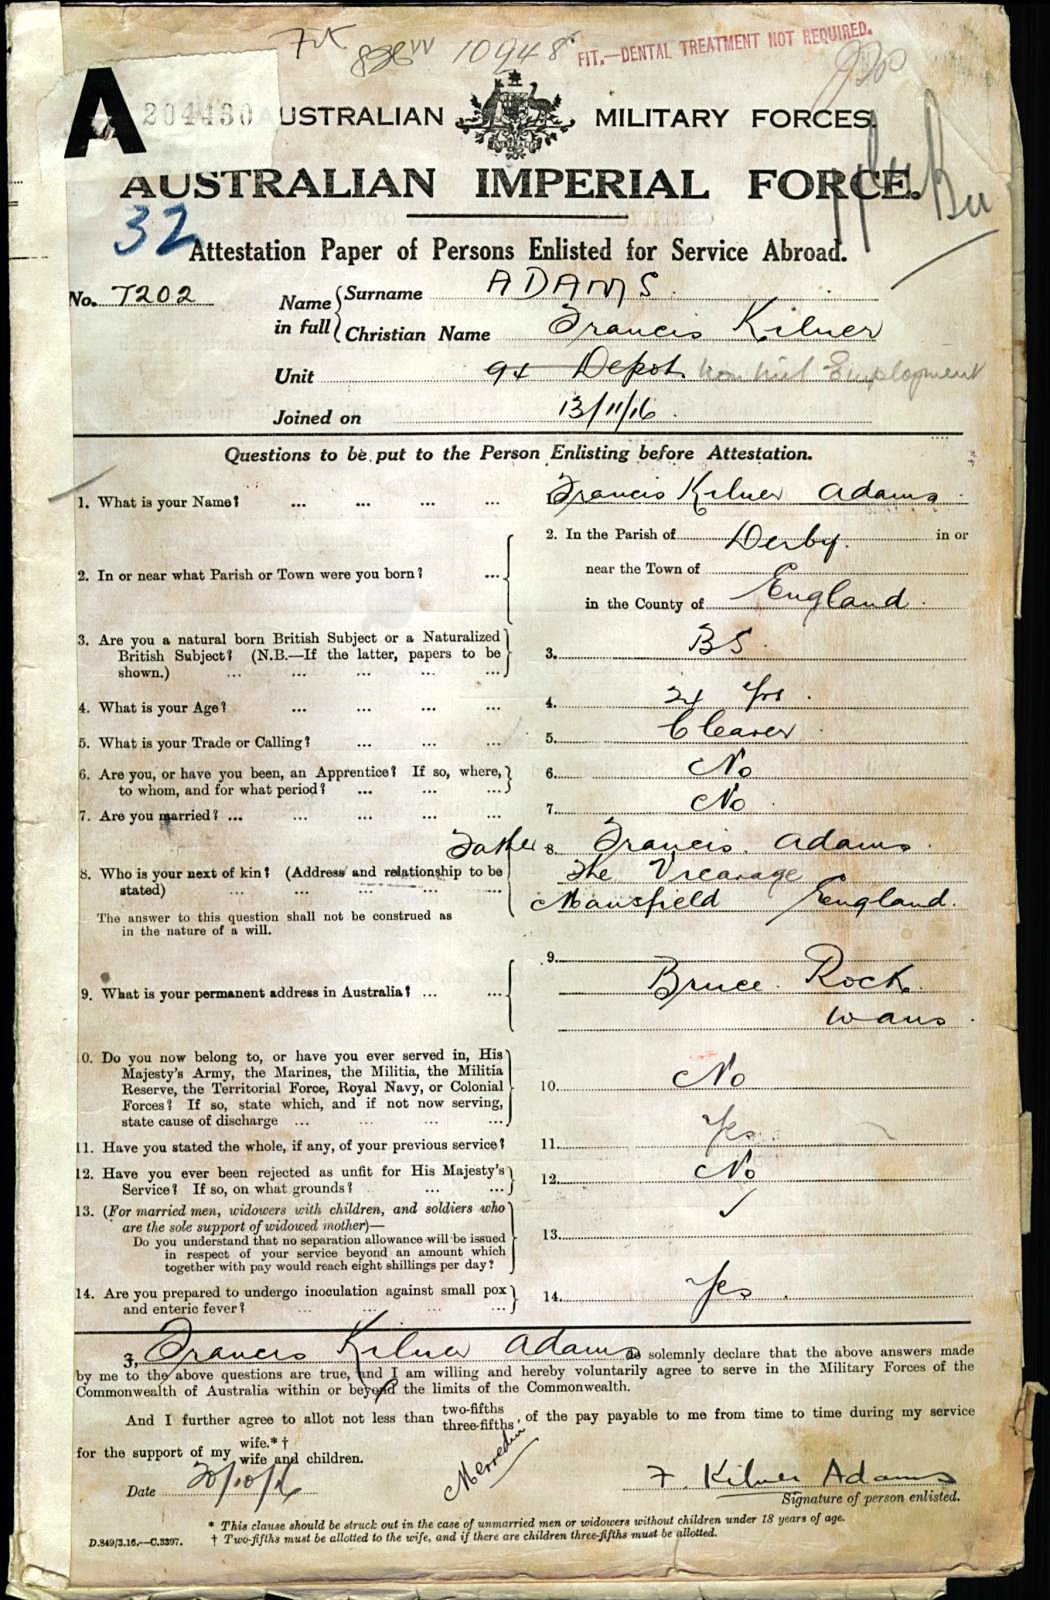 10948
FIT.—DENTAL TREATMENT NOT REQUIRED.
A 204430 AUSTRALIAN MILITARY FORCES
AUSTRALIAN IMPERIAL FORCE.
32
Attestation Paper of Persons Enlisted for Service Abroad.
No. 7202 Name in full { Surname ADAMS
Christian Name Francis Kilner
Unit Depot. Employment
Joined on 13/11/16.
Questions to be put to the Person Enlisting before Attestation.
1. What is your Name? ... ... ... ... Francis Kilner Adams
2. In or near what Parish or Town were you born? ... 2. In the Parish of Derby. in or
near the Town of
in the County of England.
3. Are you a natural born British Subject or a Naturalized
British Subject? (N.B.—If the latter, papers to be
shown.) ... ... ... ... 3. BS.
4. What is your Age? ... ... ... ... 4. 24 yrs.
5. What is your Trade or Calling? ... ... ... 5. Clearer
6. Are you, or have you been, an Apprentice? If so, where,
to whom, and for what period? ... ... ... 6. No
7. Are you married? ... ... ... ... ... 7. No
8. Who is your next of kin? (Address and relationship to be
stated) ... ... ... ... ...
The answer to this question shall not be construed as
in the nature of a will.
Father 8. Francis Adams.
The Vicarage
Mansfield England.
9. What is your permanent address in Australia? ... ... 9.
Bruce Rock.
W aus.
10. Do you now belong to, or have you ever served in, His
Majesty's Army, the Marines, the Militia, the Militia
Reserve, the Territorial Force, Royal Navy, or Colonial
Forces? If so, state which, and if not now serving,
state cause of discharge ... ... ... ... 10. No
11. Have you stated the whole, if any, of your previous service? 11. Yes
12. Have you ever been rejected as unfit for His Majesty's
Service? If so, on what grounds? ... ... 12. No
13. (For married men, widowers with children, and soldiers who
are the sole support of widowed mother)—
Do you understand that no separation allowance will be issued
in respect of your service beyond an amount which
together with pay would reach eight shillings per day? 13. ✓
14. Are you prepared to undergo inoculation against small pox
and enteric fever? ... ... ... ... 14. Yes.
I, Francis Kilner Adams do solemnly declare that the above answers made
by me to the above questions are true, and I am willing and hereby voluntarily agree to serve in the Military Forces of the
Commonwealth of Australia within or beyond the limits of the Commonwealth.
And I further agree to allot not less than two-fifths three-fifths of the pay payable to me from time to time during my service
for the support of my wife.* † wife and children.
Merredin
Date 20/10/16 F. Kilner Adams
Signature of person enlisted.
* This clause should be struck out in the case of unmarried men or widowers without children under 18 years of age.
† Two-fifths must be allotted to the wife, and if there are children three-fifths must be allotted.
D.849/3.16.—C.3397.